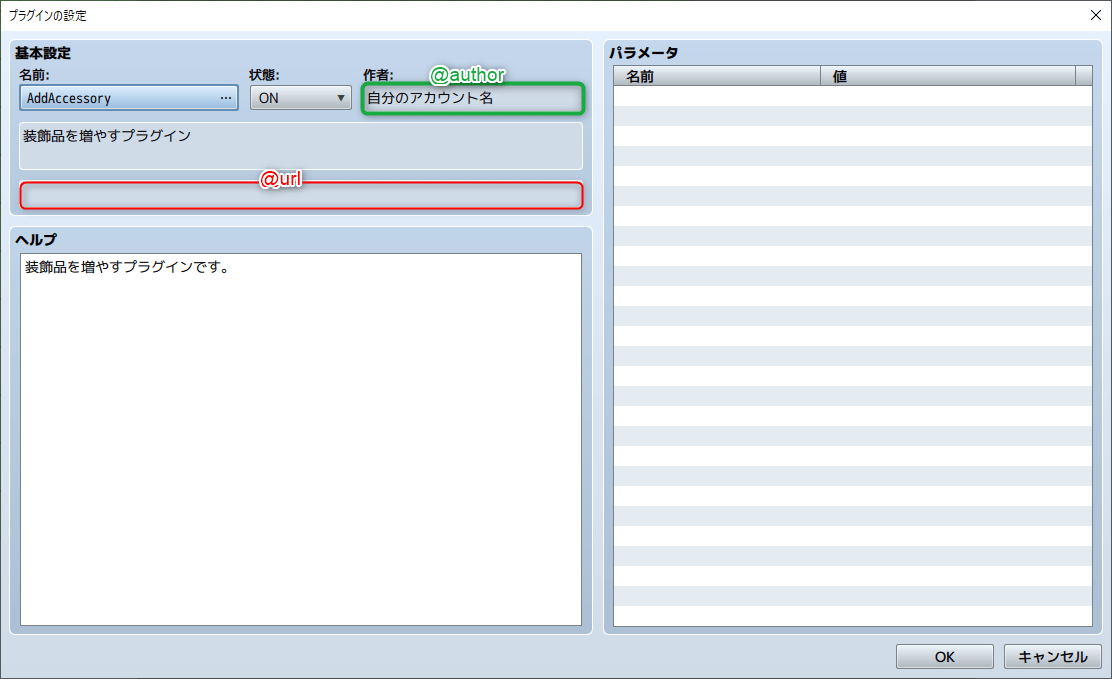 プラグインの設定
基本設定
名前:
状態:
作者:
@author
AddAccessory ...
ON
自分のアカウント名
装飾品を増やすプラグイン
@url
ヘルプ
装飾品を増やすプラグインです。
パラメータ
名前 値
OK
キャンセル